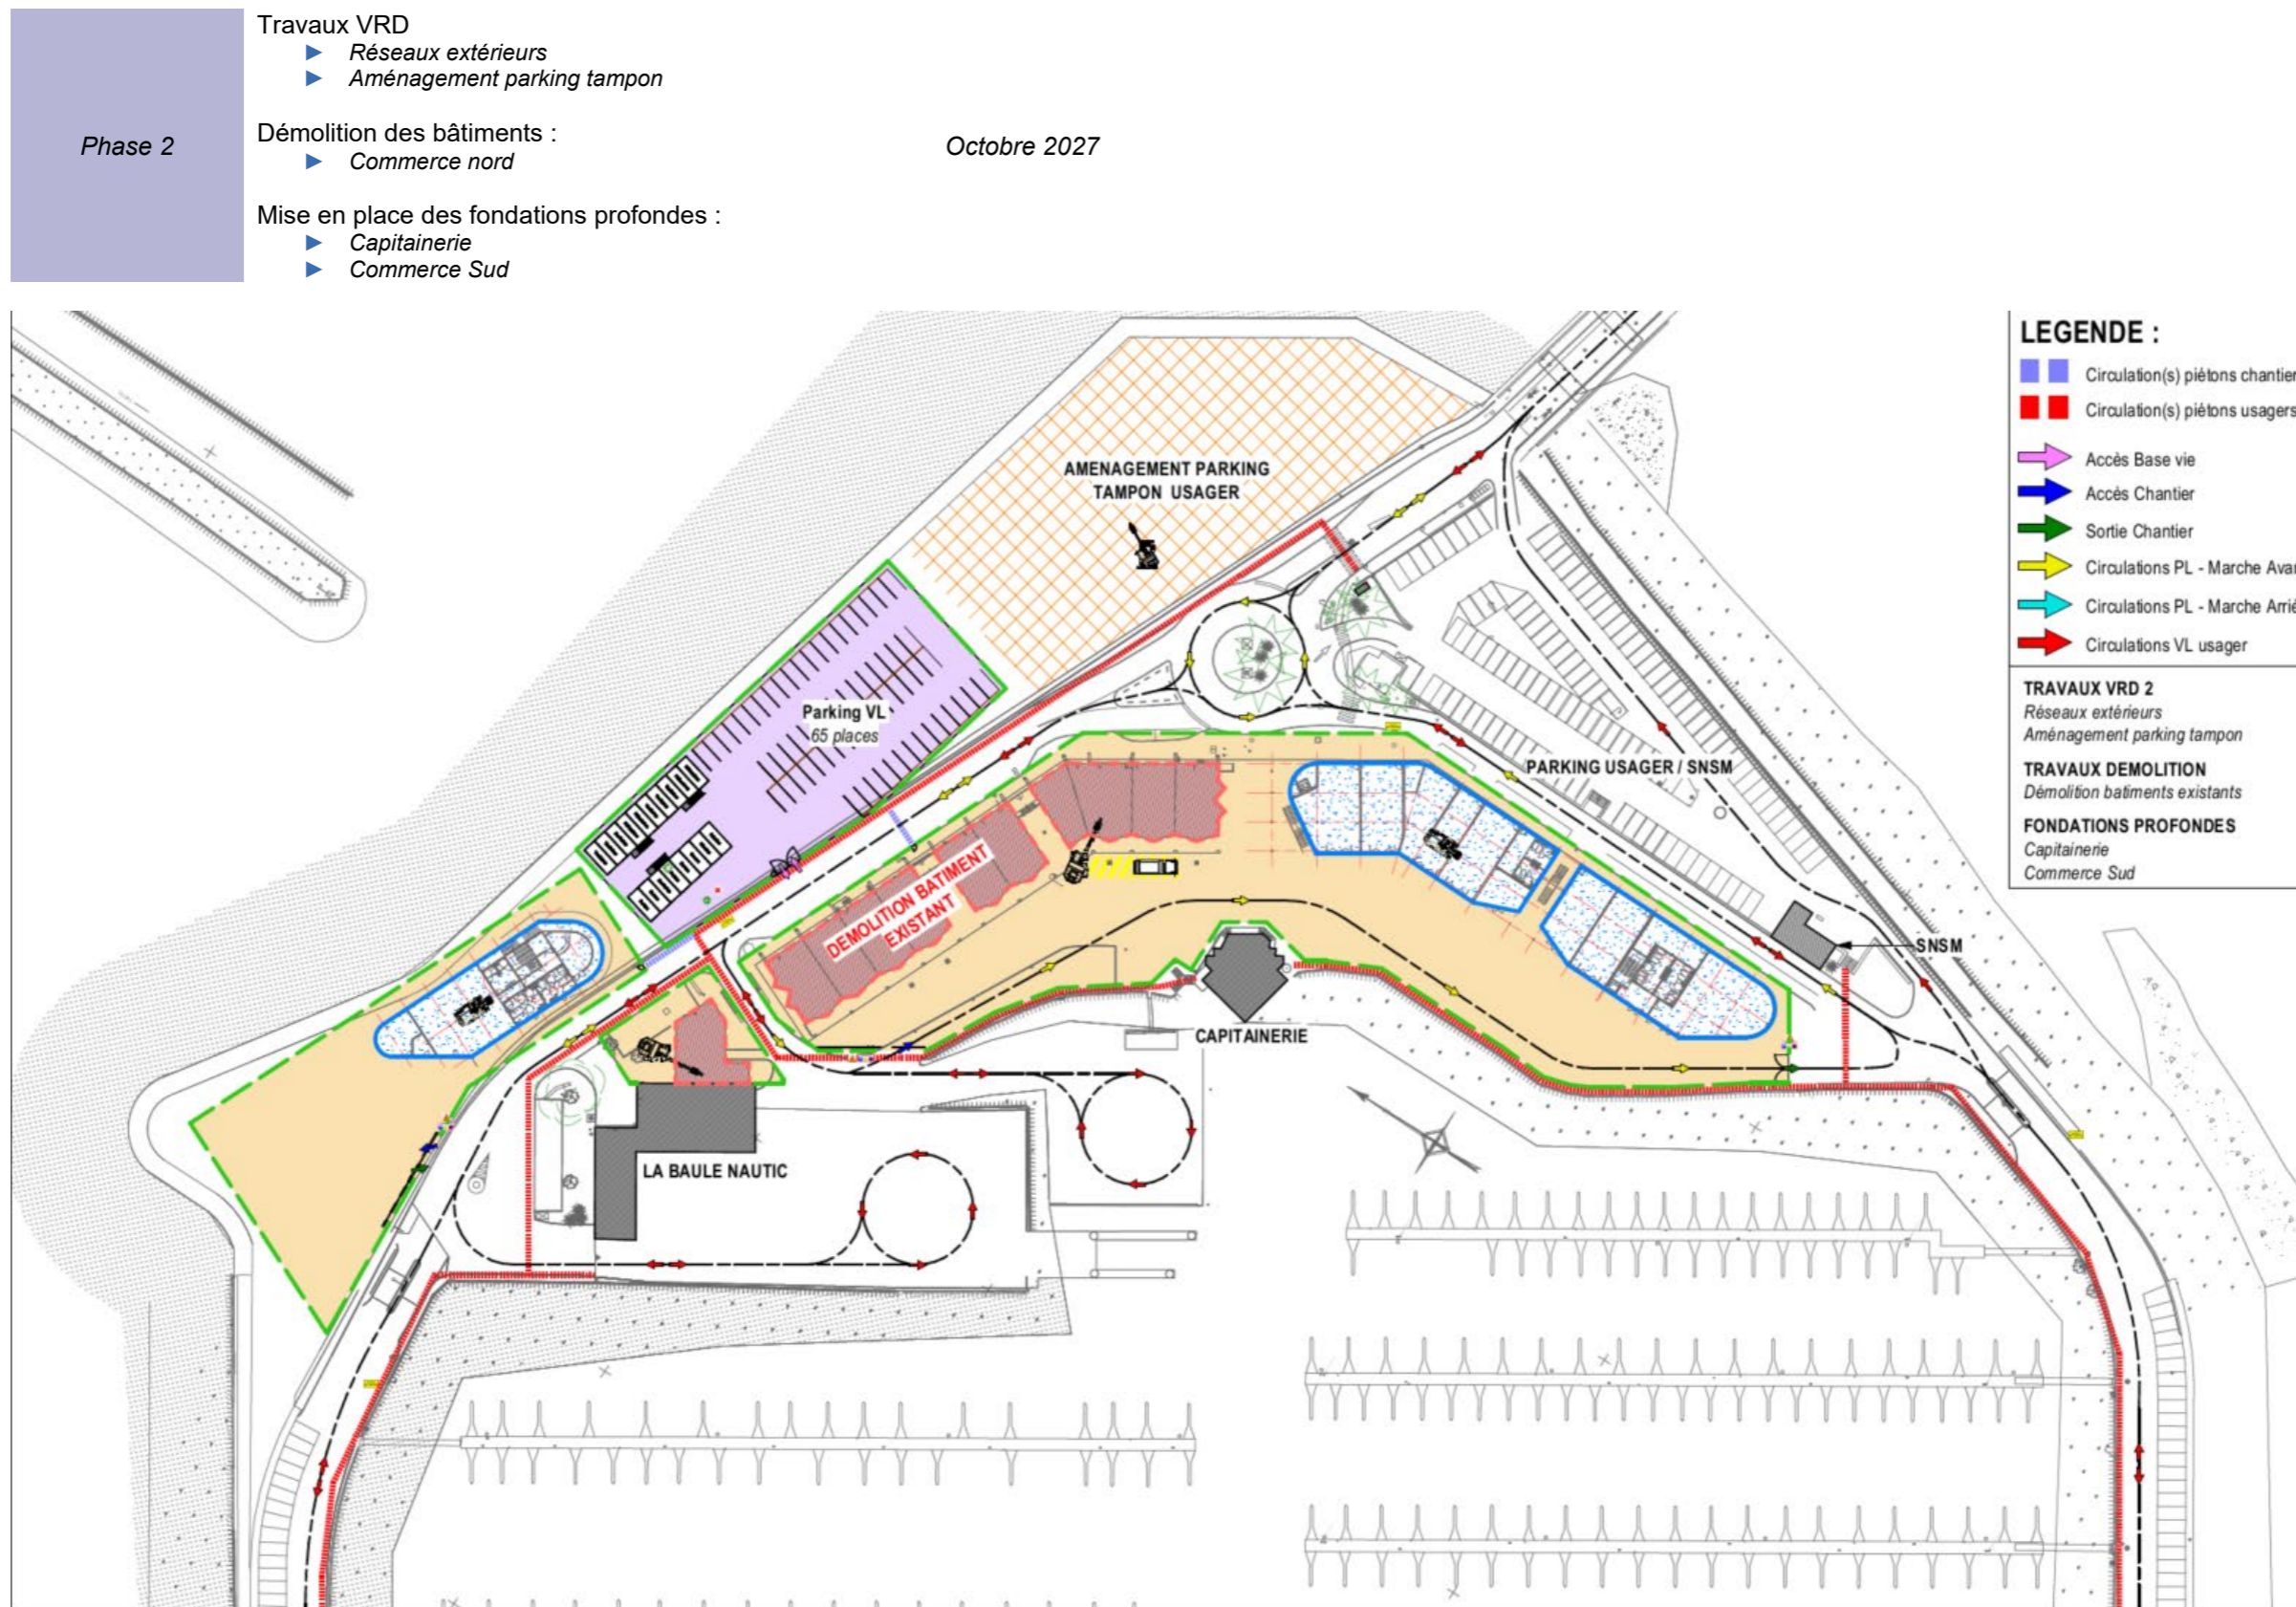 Travaux VRD
► Réseaux extérieurs
► Aménagement parking tampon
Phase 2
Démolition des bâtiments :
► Commerce nord
Octobre 2027
Mise en place des fondations profondes :
► Capitainerie
► Commerce Sud
LEGENDE :
Circulation(s) piétons chantier
Circulation(s) piétons usagers
Accès Base vie
Accès Chantier
Sortie Chantier
Circulations PL - Marche Avan
Circulations PL - Marche Arriè
Circulations VL usager
TRAVAUX VRD 2
Réseaux extérieurs
Aménagement parking tampon
TRAVAUX DEMOLITION
Démolition batiments existants
FONDATIONS PROFONDES
Capitainerie
Commerce Sud
AMENAGEMENT PARKING
TAMPON USAGER
Parking VL
65 places
PARKING USAGER / SNSM
DEMOLITION BATIMENT
EXISTANT
SNSM
CAPITAINERIE
LA BAULE NAUTIC